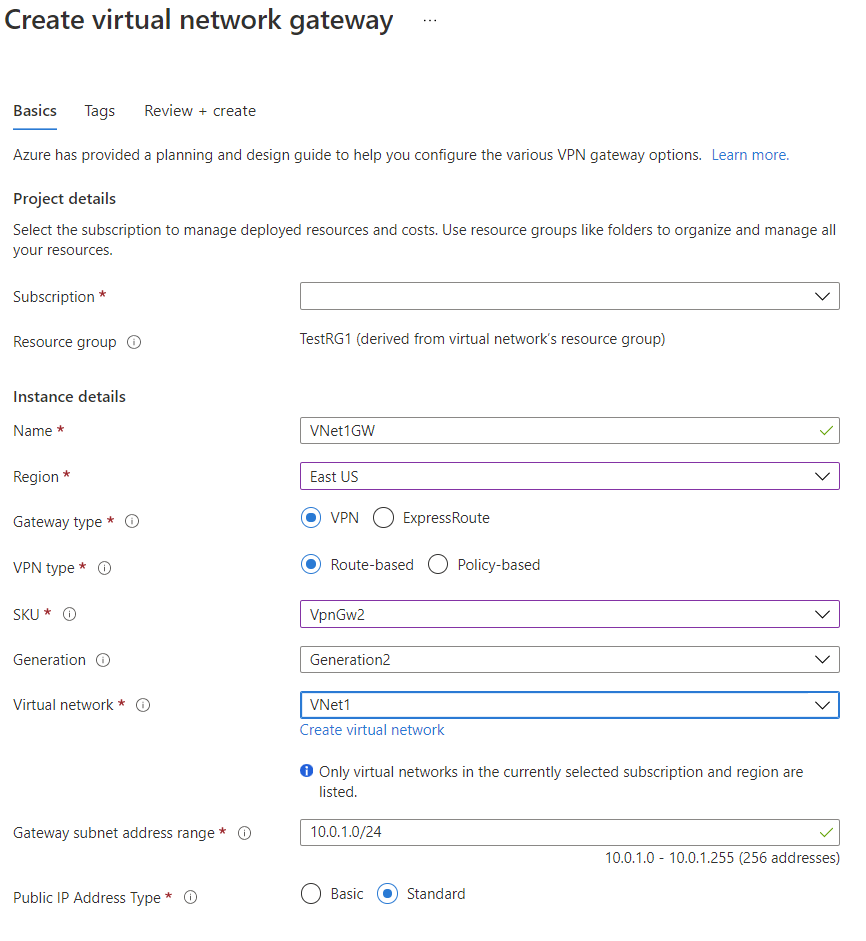 Create virtual network gateway ...
Basics Tags Review + create
Azure has provided a planning and design guide to help you configure the various VPN gateway options. Learn more.
Project details
Select the subscription to manage deployed resources and costs. Use resource groups like folders to organize and manage all
your resources.
Subscription *
Resource group TestRG1 (derived from virtual network's resource group)
Instance details
Name * VNet1GW
Region * East US
Gateway type * VPN ExpressRoute
VPN type * Route-based Policy-based
SKU * VpnGw2
Generation Generation2
Virtual network * VNet1
Create virtual network
Only virtual networks in the currently selected subscription and region are
listed.
Gateway subnet address range * 10.0.1.0/24
10.0.1.0 - 10.0.1.255 (256 addresses)
Public IP Address Type * Basic Standard